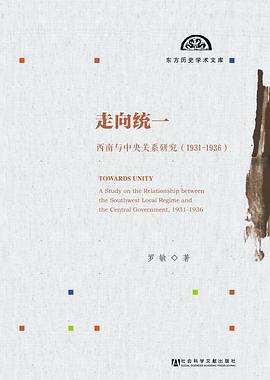 东方历史学术文库
走向统一
西南与中央关系研究（1931-1936）
TOWARDS UNITY
A Study on the Relationship between
the Southwest Local Regime and
the Central Government, 1931-1936
罗敏◇著
社会科学文献出版社
SOCIAL SCIENCES ACADEMIC PRESS (CHINA)